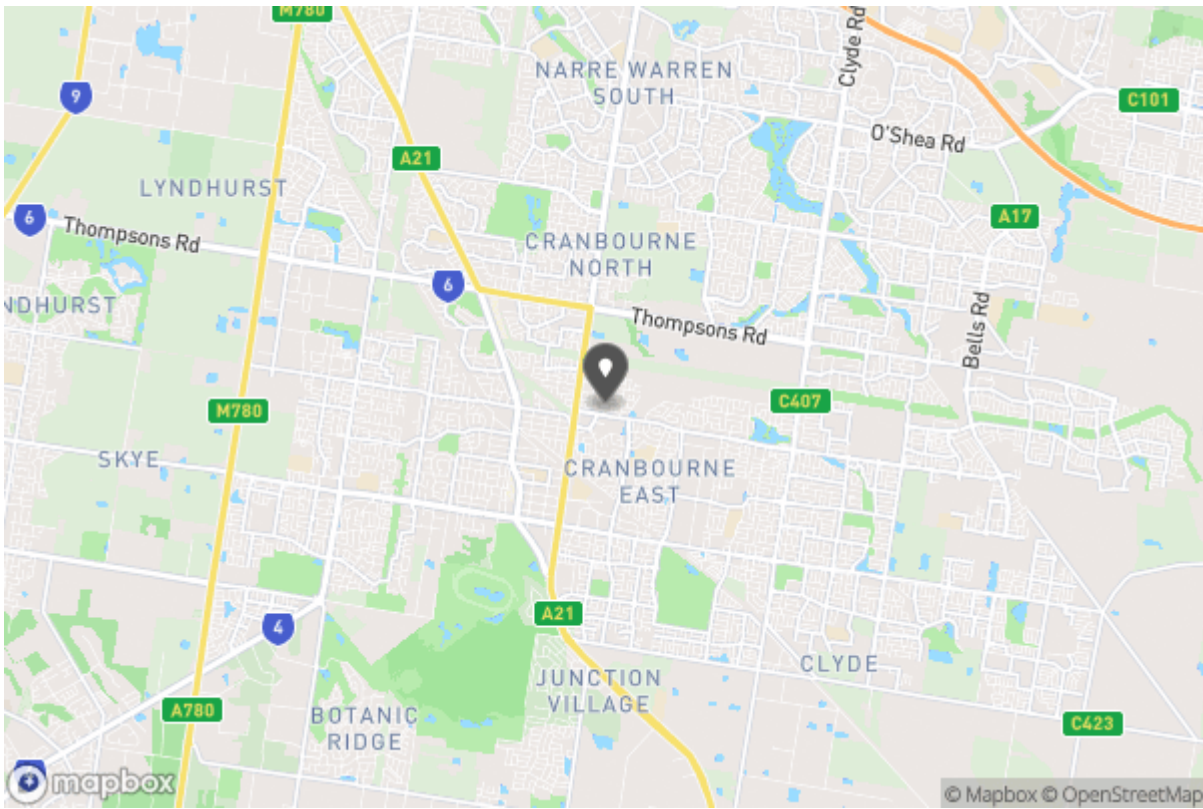 M780
Clyde Rd
NARRE WARREN
SOUTH
9
C101
O'Shea Rd
A21
LYNDHURST
A17
6
Thompsons Rd
CRANBOURNE
NORTH
6
NDHURST
Thompsons Rd
Bells Rd
M780
C407
SKYE
CRANBOURNE
EAST
A21
4
CLYDE
JUNCTION
VILLAGE
A780
BOTANIC
RIDGE
C423
mapbox
© Mapbox © OpenStreetMap